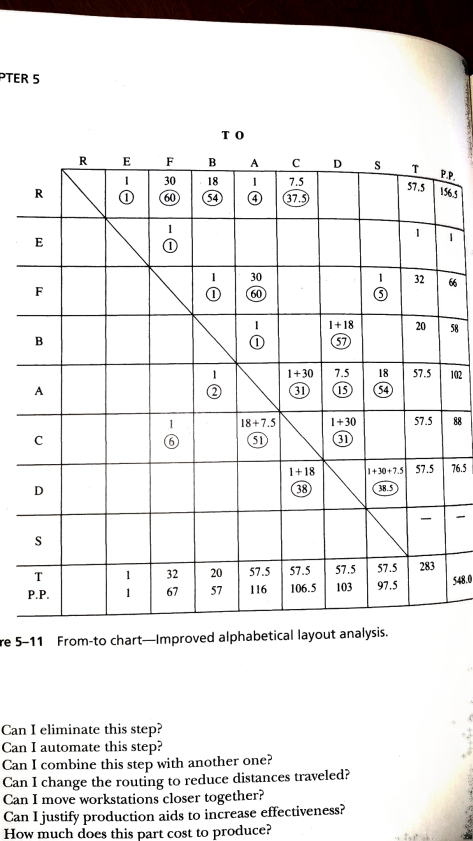 PTER 5
T O
R E F B A C D S T P.P.
R 1 30 18 1 7.5 57.5 156.5
1 60 54 4 37.5
E 1 1 1
1
F 1 30 1 32 66
1 60 5
B 1 1+18 20 58
1 57
A 1 1+30 7.5 18 57.5 102
2 31 15 54
C 1 18+7.5 1+30 57.5 88
6 51 31
D 1+18 1+30+7.5 57.5 76.5
38 38.5
S — —
T 1 32 20 57.5 57.5 57.5 57.5 283
P.P. 1 67 57 116 106.5 103 97.5 548.0
re 5–11 From-to chart—Improved alphabetical layout analysis.
Can I eliminate this step?
Can I automate this step?
Can I combine this step with another one?
Can I change the routing to reduce distances traveled?
Can I move workstations closer together?
Can I justify production aids to increase effectiveness?
How much does this part cost to produce?